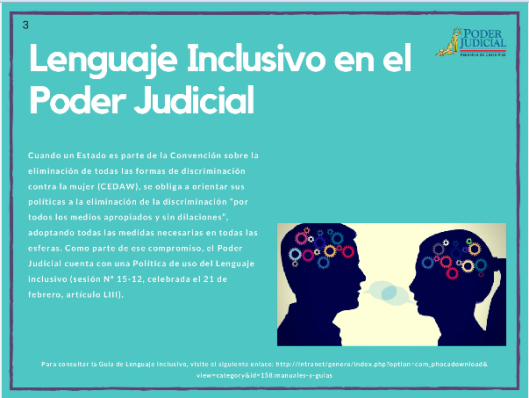 3
PODER
JUDICIAL
Lenguaje Inclusivo en el
Poder Judicial
Cuando un Estado es parte de la Convención sobre la
eliminación de todas las formas de discriminación
contra la mujer (CEDAW), se obliga a orientar sus
políticas a la eliminación de la discriminación “por
todos los medios apropiados y sin dilaciones”,
adoptando todas las medidas necesarias en todas las
esferas. Como parte de ese compromiso, el Poder
Judicial cuenta con una Política de uso del Lenguaje
Inclusivo (sesión N° 15-12, celebrada el 21 de
febrero, artículo LIII).
Para consultar la Guía de Lenguaje Inclusivo, visite el siguiente enlace: http://intranet/genero/index.php?option=com_phocadownload&
view=category&id=158:manuales-y-guias